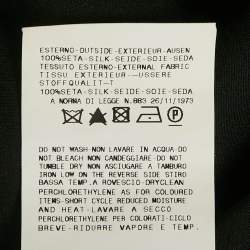 ESTERNO-OUTSIDE-EXTERIEUR-AUSEN
100%SETA-SILK-SEIDE-SOIE-SEDA
TESSUTO ESTERNO-EXTERNAL FABRIC
TISSU EXTERIEUR--USSERE
STOFFQUALIT-T
100%SETA-SILK-SEIDE-SOIE-SEDA
A NORMA DI LEGGE N.883 26/11/1973
P
DO NOT WASH-NON LAVARE IN ACQUA-DO
NOT BLEACH-NON CANDEGGIARE-DO NOT
TUMBLE DRY-NON ASCIUGARE A TAMBURO
IRON LOW ON THE REVERSE SIDE-STIRO
BASSA TEMP.A ROVESCIO-DRYCLEAN
PERCHLORETHYLENE AS FOR COLOURED
ITEMS-SHORT CYCLE REDUCED MOISTURE
AND HEAT-LAVARE A SECCO
PERCHLORETHYLENE PER COLORATI-CICLO
BREVE-RIDURRE VAPORE E TEMP.